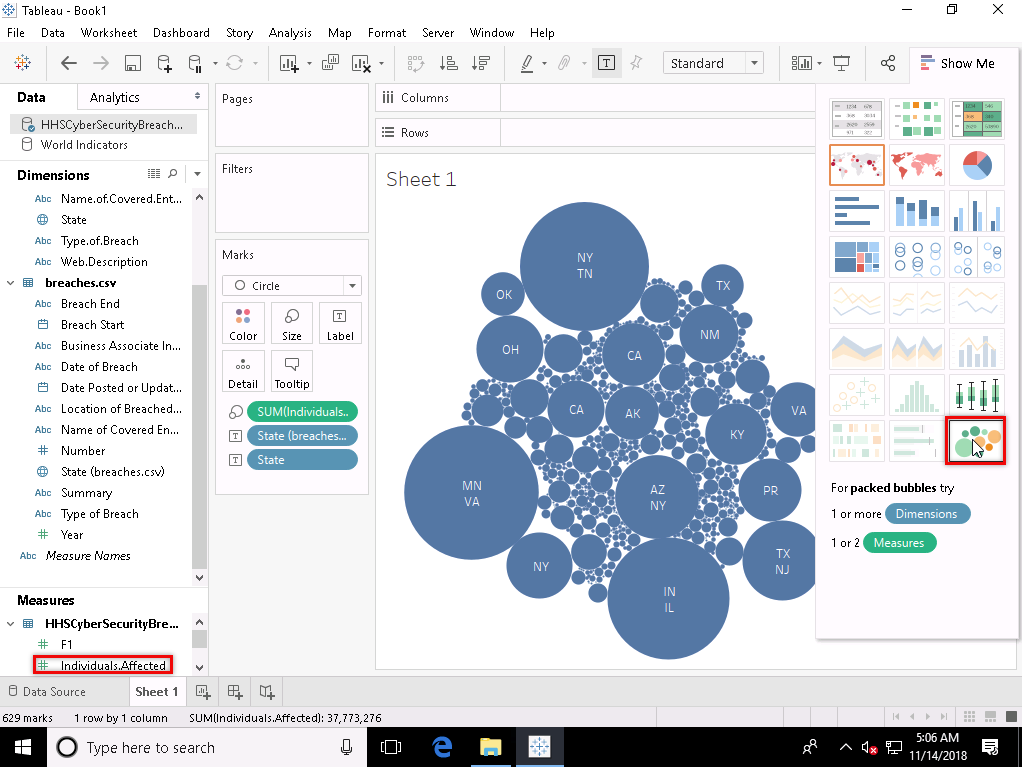 Tableau - Book1
File Data Worksheet Dashboard Story Analysis Map Format Server Window Help
Standard
Show Me
Data Analytics
HHSCyberSecurityBreach...
World Indicators
Dimensions
Name.of.Covered.Ent...
State
Type.of.Breach
Web.Description
breaches.csv
Breach End
Breach Start
Business Associate In...
Date of Breach
Date Posted or Updat...
Location of Breached...
Name of Covered En...
Number
State (breaches.csv)
Summary
Type of Breach
Year
Measure Names
Measures
HHSCyberSecurityBre...
F1
Individuals.Affected
Pages
Filters
Marks
Circle
Color Size Label
Detail Tooltip
SUM(Individuals..
State (breaches...
State
Columns
Rows
Sheet 1
NY
TN
OK
TX
OH
CA
NM
CA
AK
VA
KY
MN
VA
AZ
NY
PR
NY
TX
NJ
IN
IL
For packed bubbles try
1 or more Dimensions
1 or 2 Measures
Data Source Sheet 1
629 marks 1 row by 1 column SUM(Individuals.Affected): 37,773,276
Type here to search
5:06 AM
11/14/2018